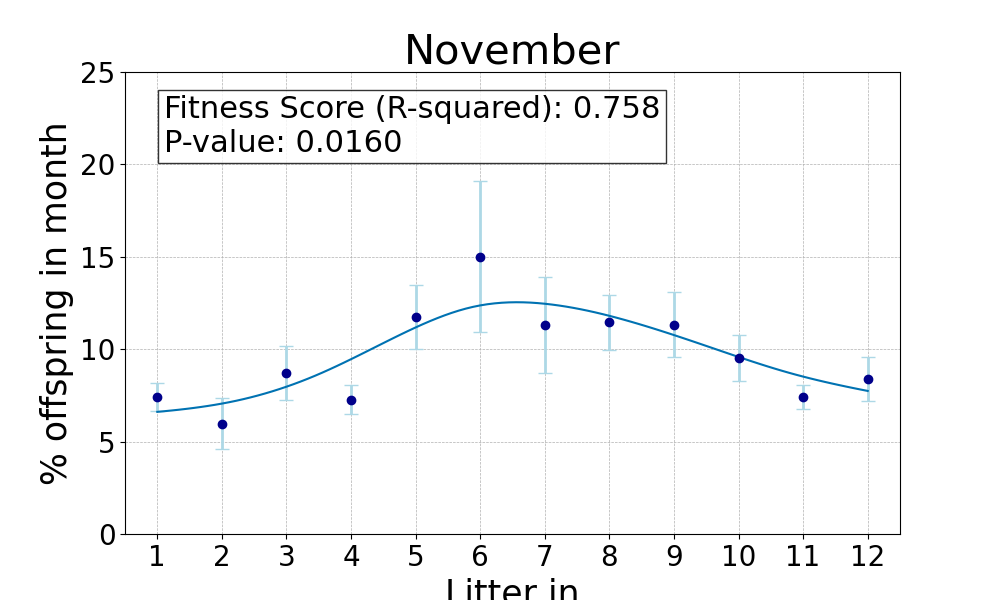 November
Fitness Score (R-squared): 0.758
P-value: 0.0160
% offspring in month
25
20
15
10
5
0
1 2 3 4 5 6 7 8 9 10 11 12
Litter in